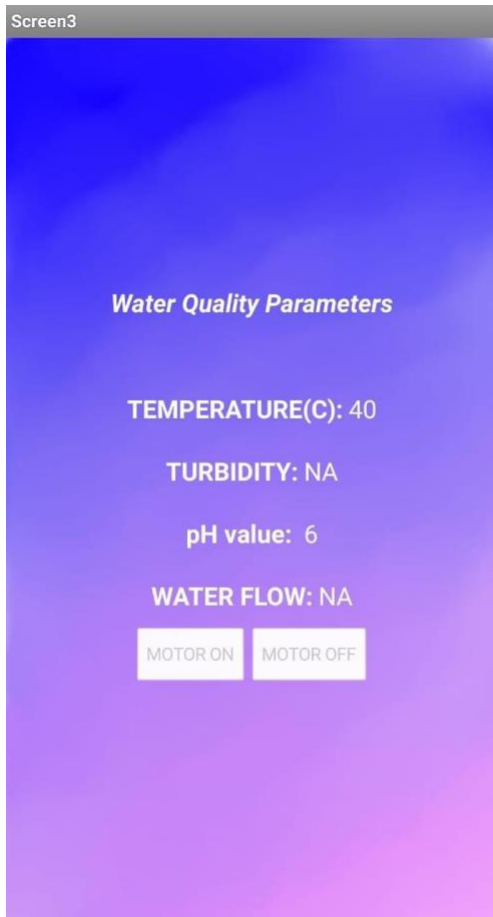 Screen3
Water Quality Parameters
TEMPERATURE(C): 40
TURBIDITY: NA
pH value: 6
WATER FLOW: NA
MOTOR ON MOTOR OFF